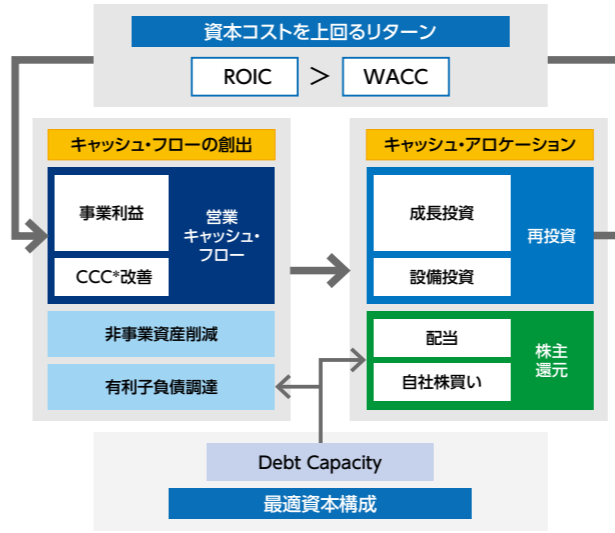 資本コストを上回るリターン
ROIC > WACC
キャッシュ・フローの創出
事業利益
CCC*改善
営業
キャッシュ・
フロー
非事業資産削減
有利子負債調達
キャッシュ・アロケーション
成長投資
設備投資
再投資
配当
自社株買い
株主
還元
Debt Capacity
最適資本構成